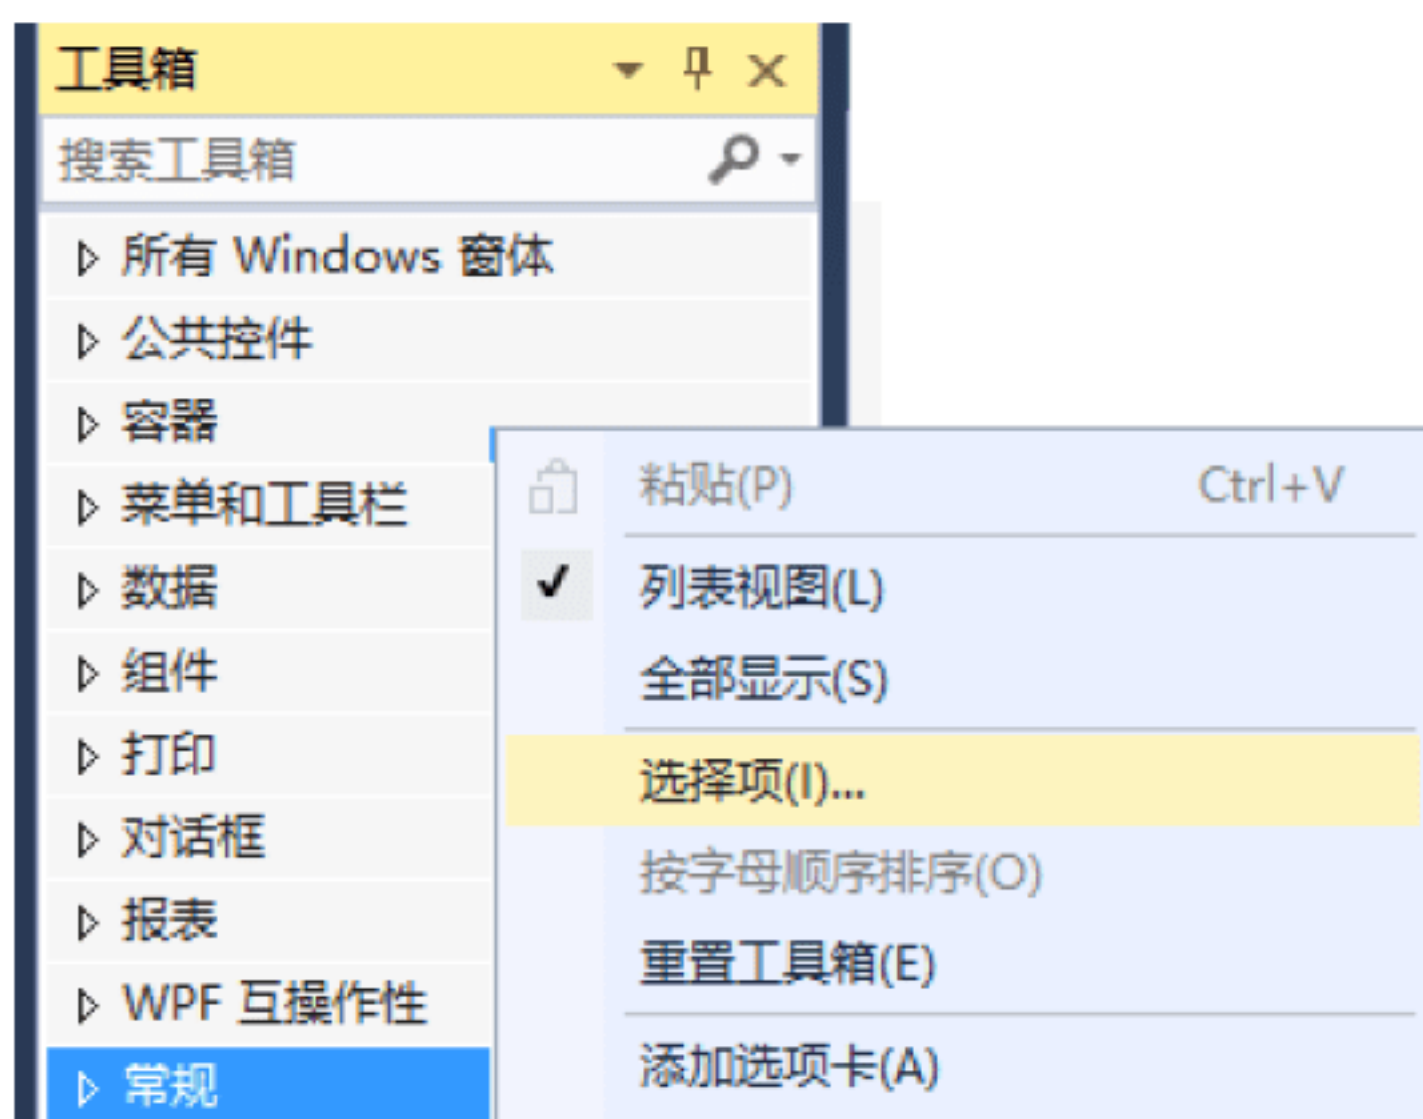 工具箱
搜索工具箱
所有 Windows 窗体
公共控件
容器
菜单和工具栏
数据
组件
打印
对话框
报表
WPF 互操作性
常规
粘贴(P) Ctrl+V
列表视图(L)
全部显示(S)
选择项(I)...
按字母顺序排序(O)
重置工具箱(E)
添加选项卡(A)